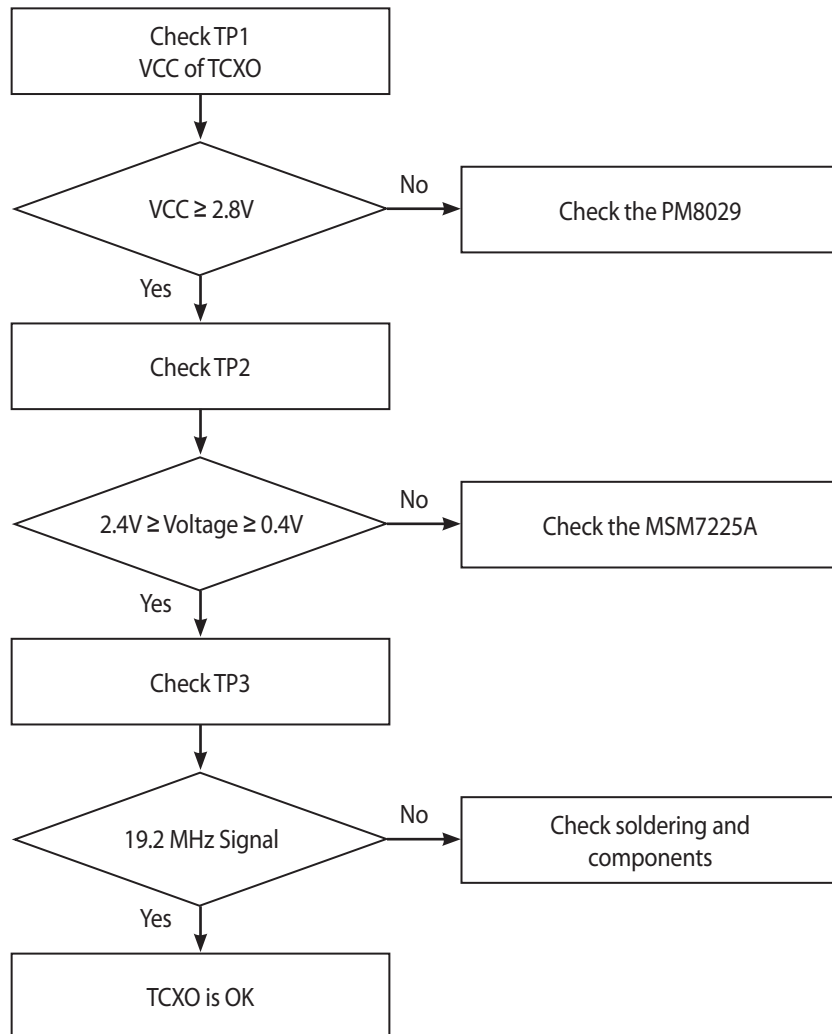 Check TP1
VCC of TCXO
VCC ≥ 2.8V
No
Check the PM8029
Yes
Check TP2
2.4V ≥ Voltage ≥ 0.4V
No
Check the MSM7225A
Yes
Check TP3
19.2 MHz Signal
No
Check soldering and
components
Yes
TCXO is OK